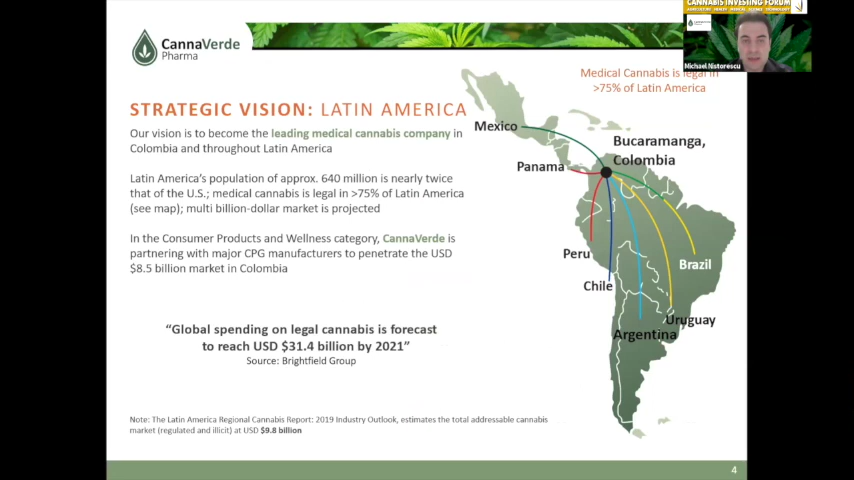 CannaVerde
Pharma
CANNABIS INVESTING FORUM
Michael Nistorescu
Medical Cannabis is legal in
>75% of Latin America
STRATEGIC VISION: LATIN AMERICA
Our vision is to become the leading medical cannabis company in
Colombia and throughout Latin America
Latin America's population of approx. 640 million is nearly twice
that of the U.S.; medical cannabis is legal in >75% of Latin America
(see map); multi billion-dollar market is projected
In the Consumer Products and Wellness category, CannaVerde is
partnering with major CPG manufacturers to penetrate the USD
$8.5 billion market in Colombia
“Global spending on legal cannabis is forecast
to reach USD $31.4 billion by 2021”
Source: Brightfield Group
Note: The Latin America Regional Cannabis Report: 2019 Industry Outlook, estimates the total addressable cannabis
market (regulated and illicit) at USD $9.8 billion
Mexico
Panama
Bucaramanga,
Colombia
Peru
Chile
Brazil
Uruguay
Argentina
4